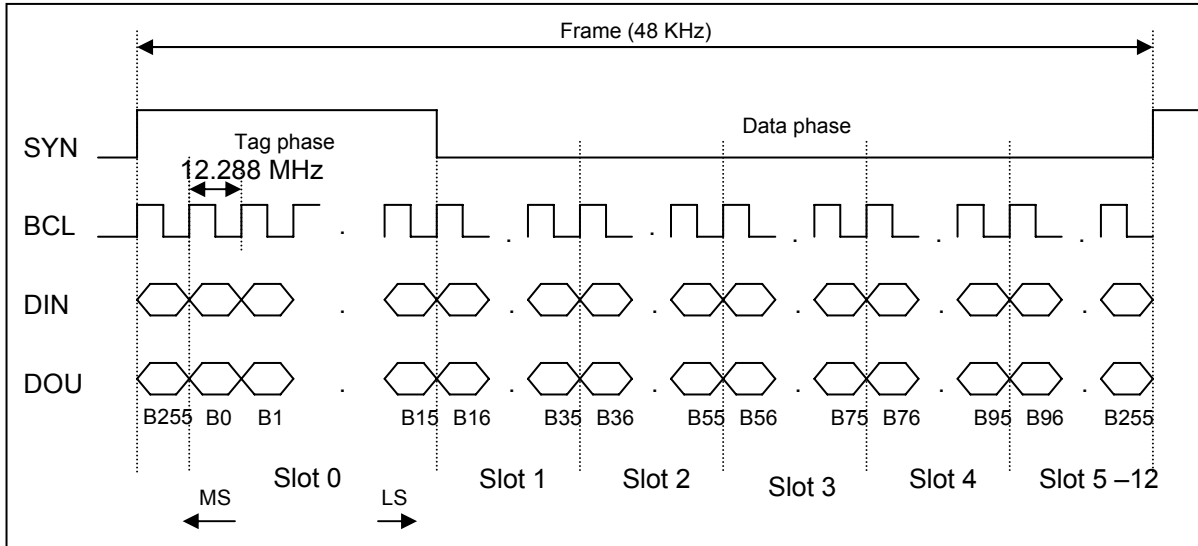 Frame (48 KHz)
SYN
Tag phase
Data phase
12.288 MHz
BCL
. . . . . .
DIN
. . . . . .
DOU
. . . . . .
B255 B0 B1 B15 B16 B35 B36 B55 B56 B75 B76 B95 B96 B255
Slot 0 Slot 1 Slot 2 Slot 3 Slot 4 Slot 5 –12
MS LS